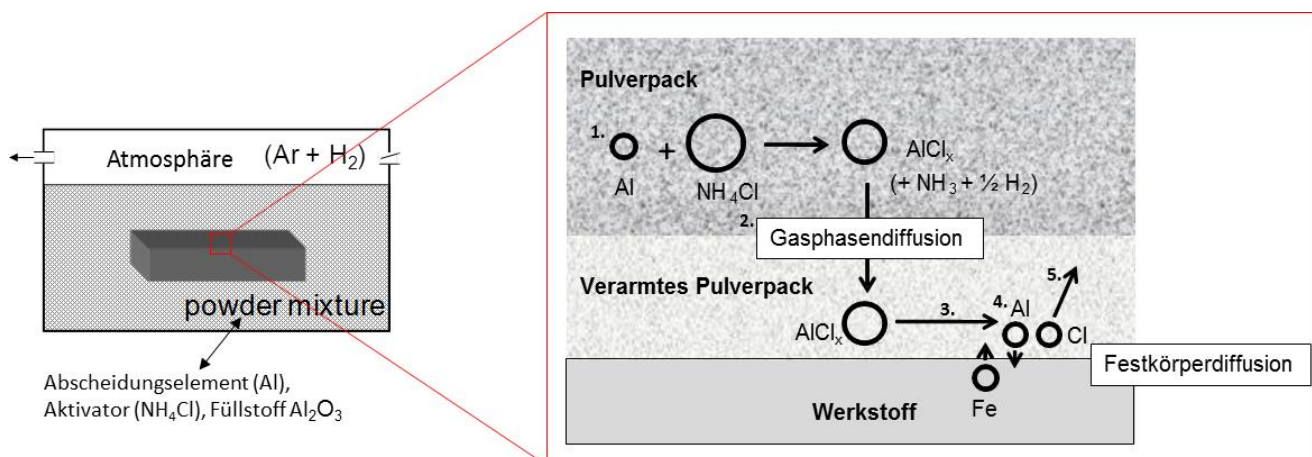 Atmosphäre (Ar + H₂)
powder mixture
Abscheidungselement (Al),
Aktivator (NH₄Cl), Füllstoff Al₂O₃
Pulverpack
1.
Al
+
NH₄Cl
AlClₓ
(+ NH₃ + ½ H₂)
2.
Gasphasendiffusion
Verarmtes Pulverpack
AlClₓ
3.
4.
Al
5.
Cl
Festkörperdiffusion
Fe
Werkstoff